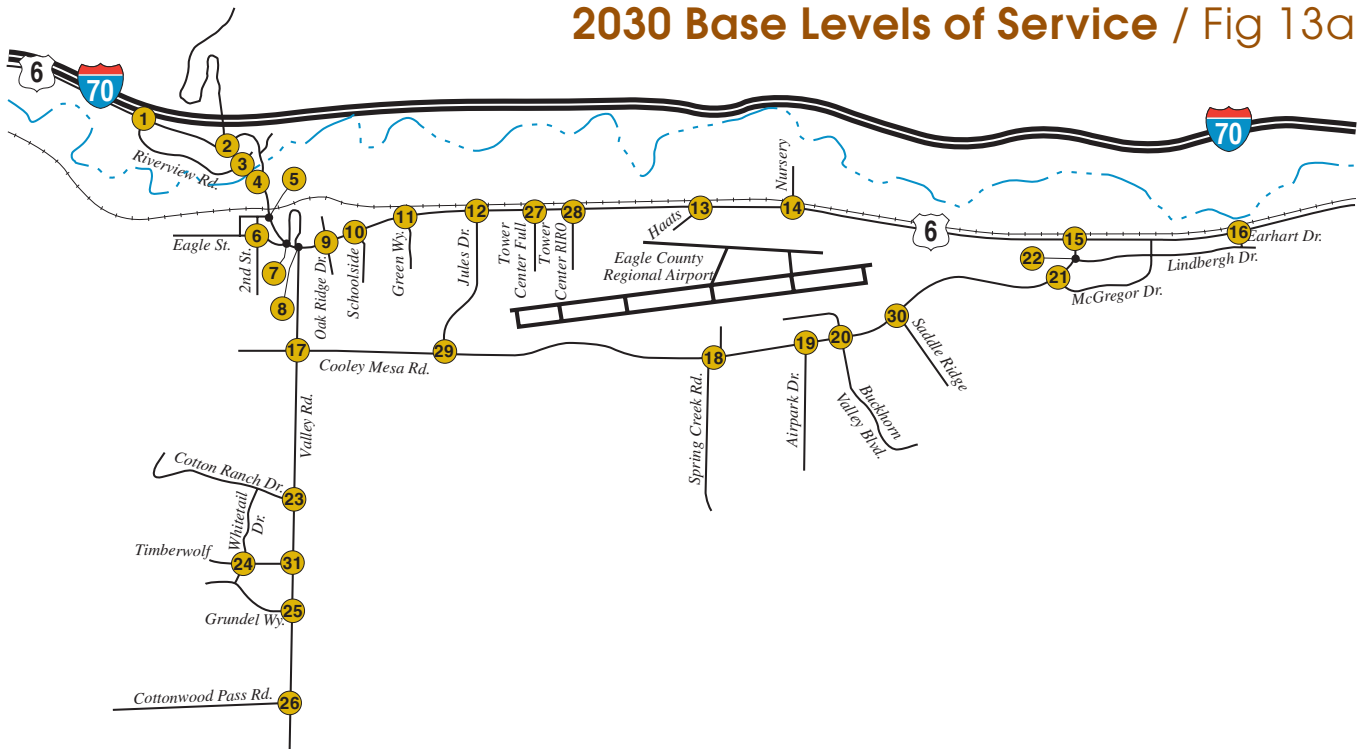 2030 Base Levels of Service / Fig 13a
6
70
70
1
2
3
4
5
Riverview Rd.
Nursery
Eagle St.
6
2nd St.
7
8
9
Oak Ridge Dr.
10
Schoolside
11
Green Wy.
12
Jules Dr.
27
Tower
Center Full
28
Tower
Center RIRO
13
Haats
14
6
15
16
Earhart Dr.
22
21
Lindbergh Dr.
McGregor Dr.
Eagle County
Regional Airport
17
Cooley Mesa Rd.
29
18
19
20
30
Saddle Ridge
Spring Creek Rd.
Airpark Dr.
Buckhorn
Valley Blvd.
Valley Rd.
Cotton Ranch Dr.
23
Whitetail
Dr.
Timberwolf
24
31
Grundel Wy.
25
Cottonwood Pass Rd.
26